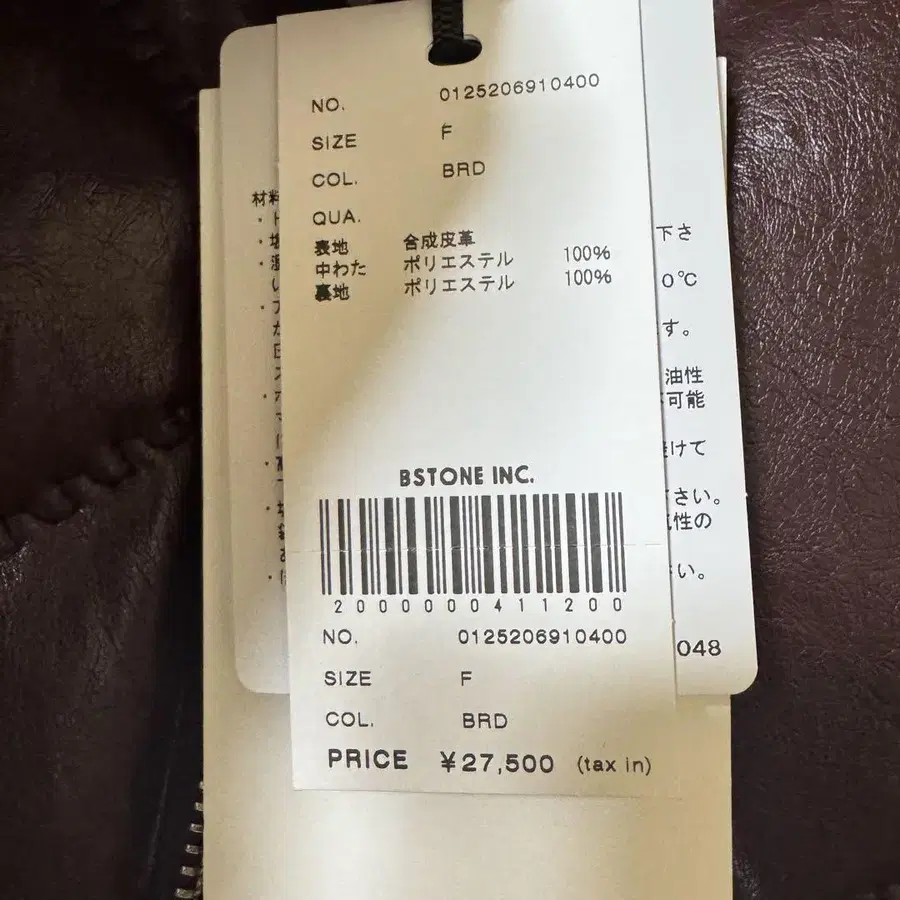 NO. 0125206910400
SIZE F
COL. BRD
QUA.
表地 合成皮革
中わた ポリエステル 100%
裏地 ポリエステル 100%
BSTONE INC.
2000000411200
NO. 0125206910400
SIZE F
COL. BRD
PRICE ¥27,500 (tax in)
材料
下さ
0℃
す。
油性
可能
けて
さい。
性の
い。
048